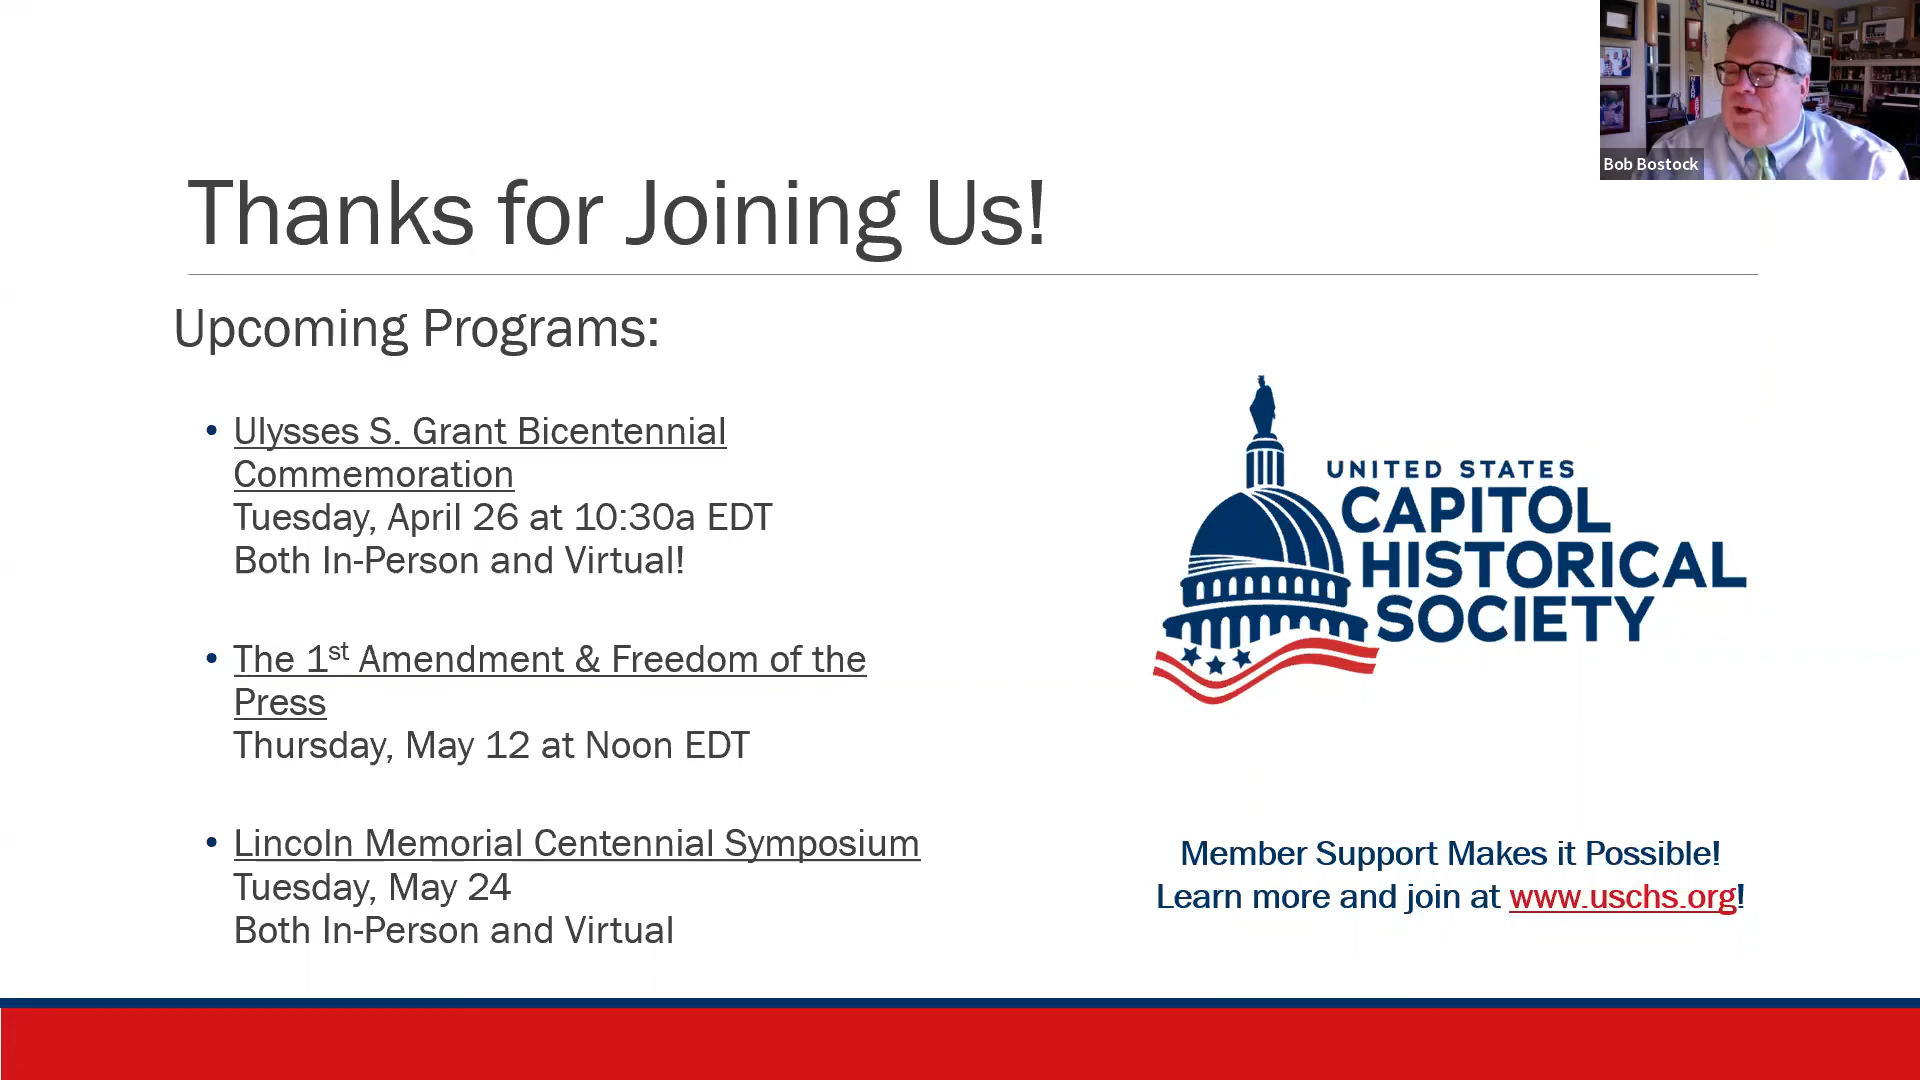 Bob Bostock
Thanks for Joining Us!
Upcoming Programs:
• Ulysses S. Grant Bicentennial
Commemoration
Tuesday, April 26 at 10:30a EDT
Both In-Person and Virtual!
• The 1st Amendment & Freedom of the
Press
Thursday, May 12 at Noon EDT
• Lincoln Memorial Centennial Symposium
Tuesday, May 24
Both In-Person and Virtual
UNITED STATES
CAPITOL
HISTORICAL
SOCIETY
Member Support Makes it Possible!
Learn more and join at www.uschs.org!